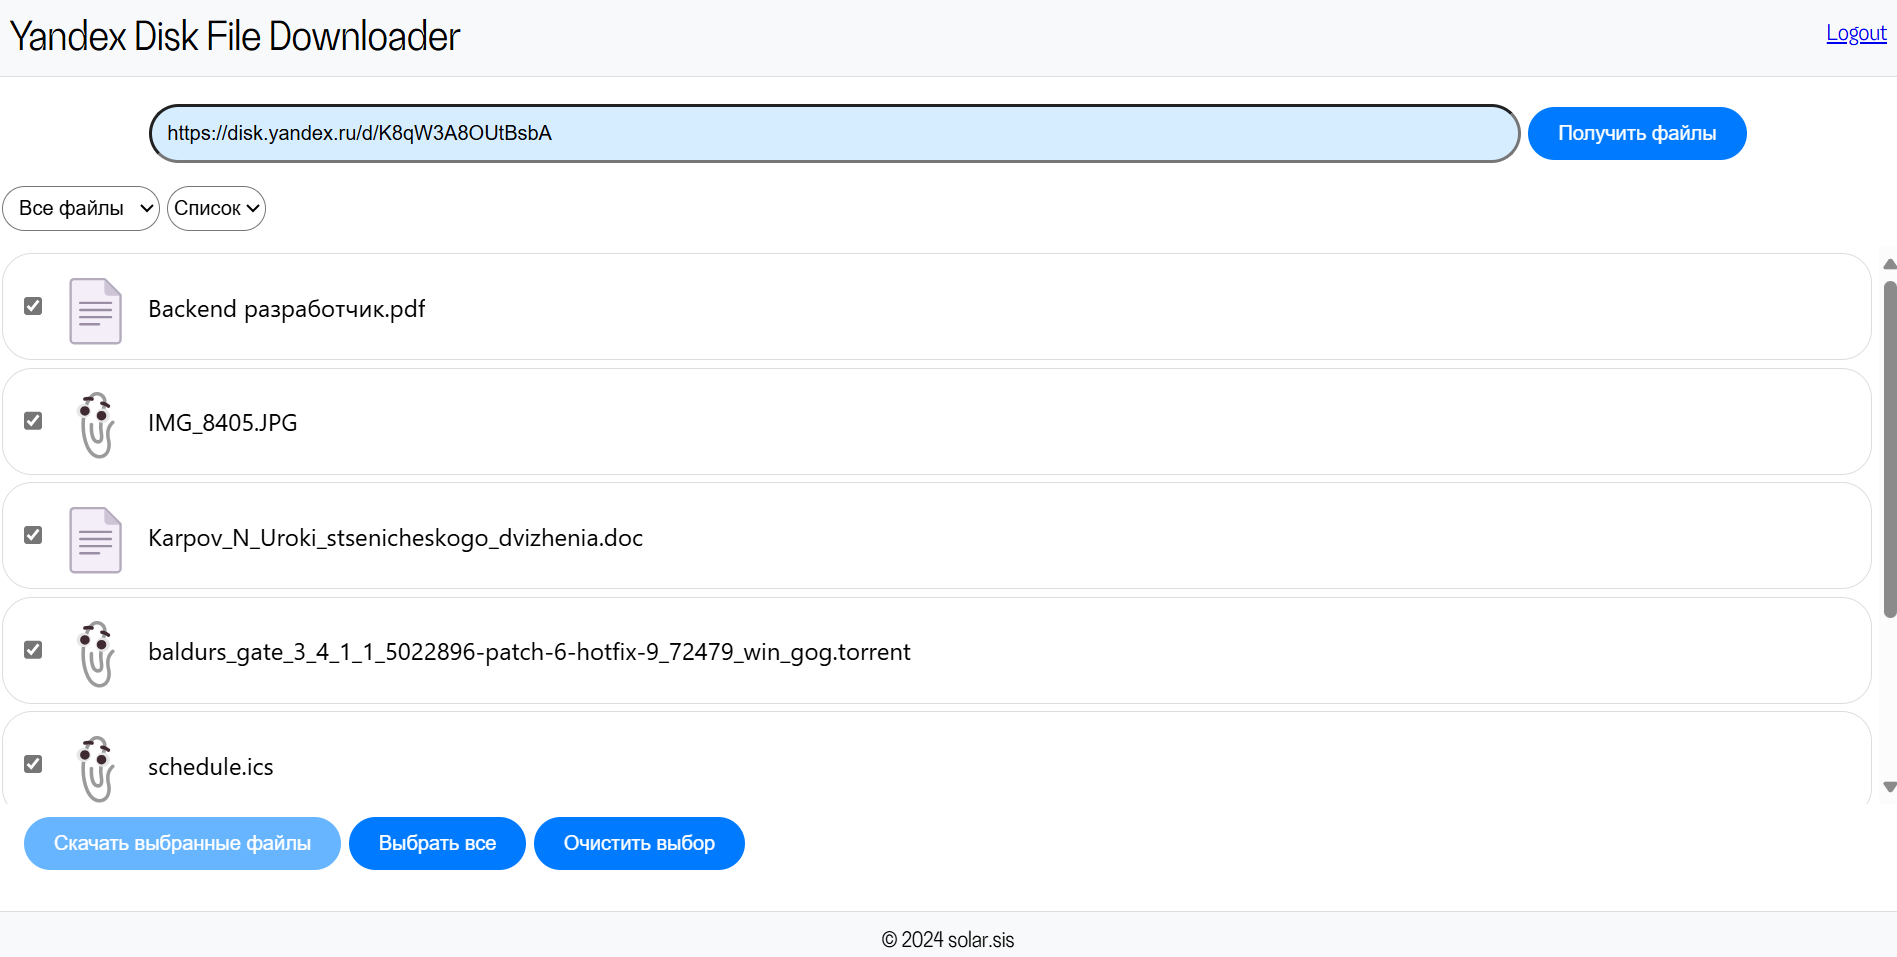 Yandex Disk File Downloader
Logout
https://disk.yandex.ru/d/K8qW3A8OUtBsbA
Получить файлы
Все файлы
Список
Backend разработчик.pdf
IMG_8405.JPG
Karpov_N_Uroki_stsenicheskogo_dvizhenia.doc
baldurs_gate_3_4_1_1_5022896-patch-6-hotfix-9_72479_win_gog.torrent
schedule.ics
Скачать выбранные файлы
Выбрать все
Очистить выбор
© 2024 solar.sis